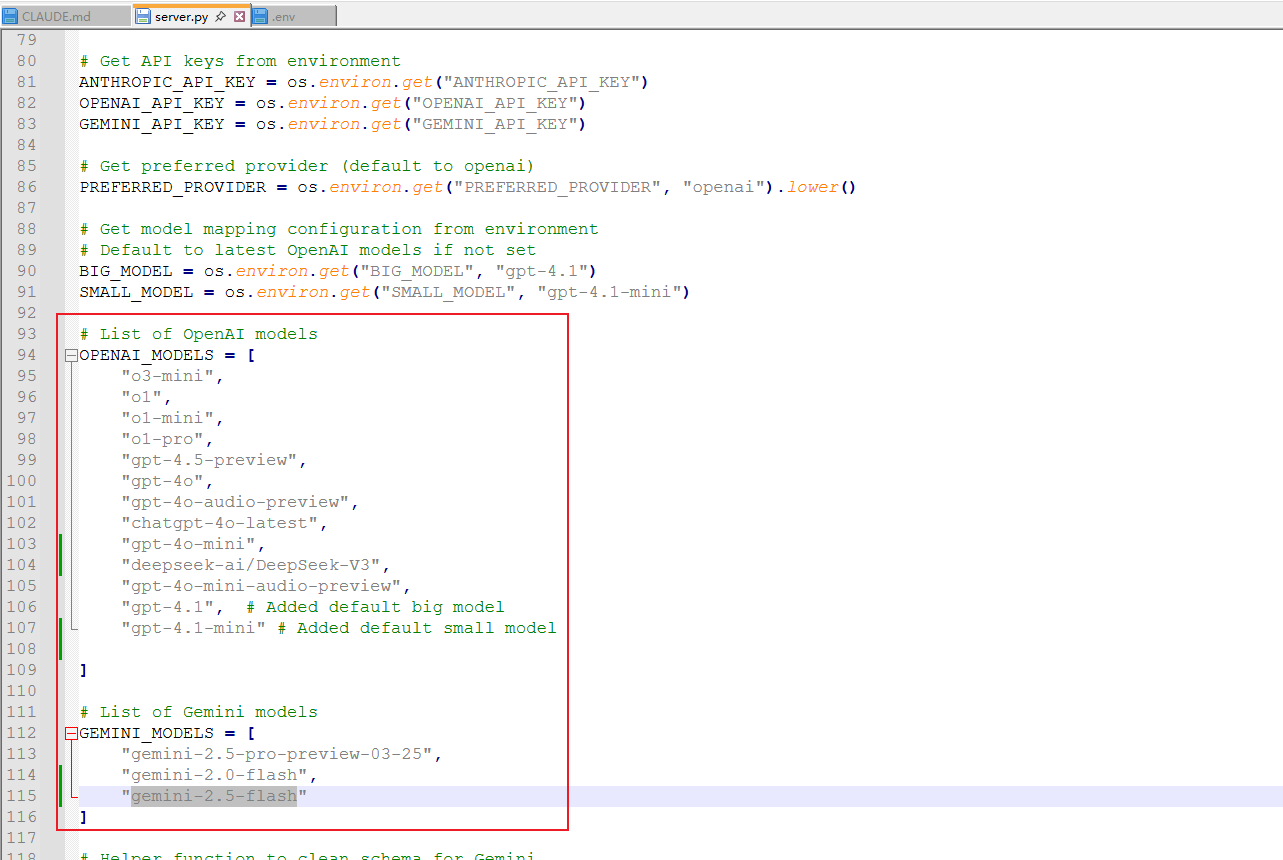 CLAUDE.md server.py .env
79
80 # Get API keys from environment
81 ANTHROPIC_API_KEY = os.environ.get("ANTHROPIC_API_KEY")
82 OPENAI_API_KEY = os.environ.get("OPENAI_API_KEY")
83 GEMINI_API_KEY = os.environ.get("GEMINI_API_KEY")
84
85 # Get preferred provider (default to openai)
86 PREFERRED_PROVIDER = os.environ.get("PREFERRED_PROVIDER", "openai").lower()
87
88 # Get model mapping configuration from environment
89 # Default to latest OpenAI models if not set
90 BIG_MODEL = os.environ.get("BIG_MODEL", "gpt-4.1")
91 SMALL_MODEL = os.environ.get("SMALL_MODEL", "gpt-4.1-mini")
92
93 # List of OpenAI models
94 OPENAI_MODELS = [
95 "o3-mini",
96 "o1",
97 "o1-mini",
98 "o1-pro",
99 "gpt-4.5-preview",
100 "gpt-4o",
101 "gpt-4o-audio-preview",
102 "chatgpt-4o-latest",
103 "gpt-4o-mini",
104 "deepseek-ai/DeepSeek-V3",
105 "gpt-4o-mini-audio-preview",
106 "gpt-4.1", # Added default big model
107 "gpt-4.1-mini" # Added default small model
108
109 ]
110
111 # List of Gemini models
112 GEMINI_MODELS = [
113 "gemini-2.5-pro-preview-03-25",
114 "gemini-2.0-flash",
115 "gemini-2.5-flash"
116 ]
117
118 # Helper function to clean schema for Gemini